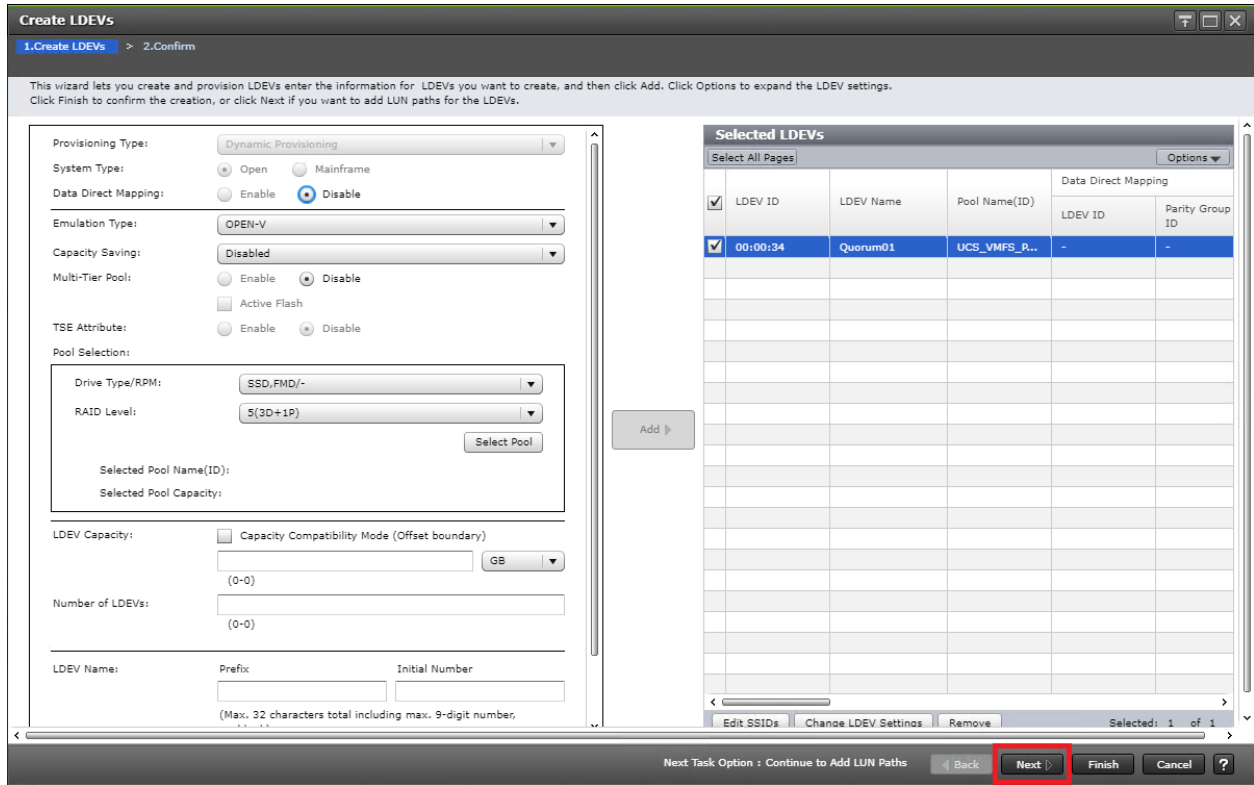 Create LDEVs
1.Create LDEVs > 2.Confirm
This wizard lets you create and provision LDEVs enter the information for LDEVs you want to create, and then click Add. Click Options to expand the LDEV settings.
Click Finish to confirm the creation, or click Next if you want to add LUN paths for the LDEVs.
Provisioning Type: Dynamic Provisioning
System Type: Open Mainframe
Data Direct Mapping: Enable Disable
Emulation Type: OPEN-V
Capacity Saving: Disabled
Multi-Tier Pool: Enable Disable
Active Flash
TSE Attribute: Enable Disable
Pool Selection:
Drive Type/RPM: SSD,FMD/-
RAID Level: 5(3D+1P)
Select Pool
Selected Pool Name(ID):
Selected Pool Capacity:
LDEV Capacity: Capacity Compatibility Mode (Offset boundary)
GB
(0-0)
Number of LDEVs:
(0-0)
LDEV Name: Prefix Initial Number
(Max. 32 characters total including max. 9-digit number,
Add
Selected LDEVs
Select All Pages Options
LDEV ID LDEV Name Pool Name(ID) Data Direct Mapping
LDEV ID Parity Group
ID
00:00:34 Quorum01 UCS_VMFS_P... - -
Edit SSIDs Change LDEV Settings Remove Selected: 1 of 1
Next Task Option : Continue to Add LUN Paths Back Next Finish Cancel ?